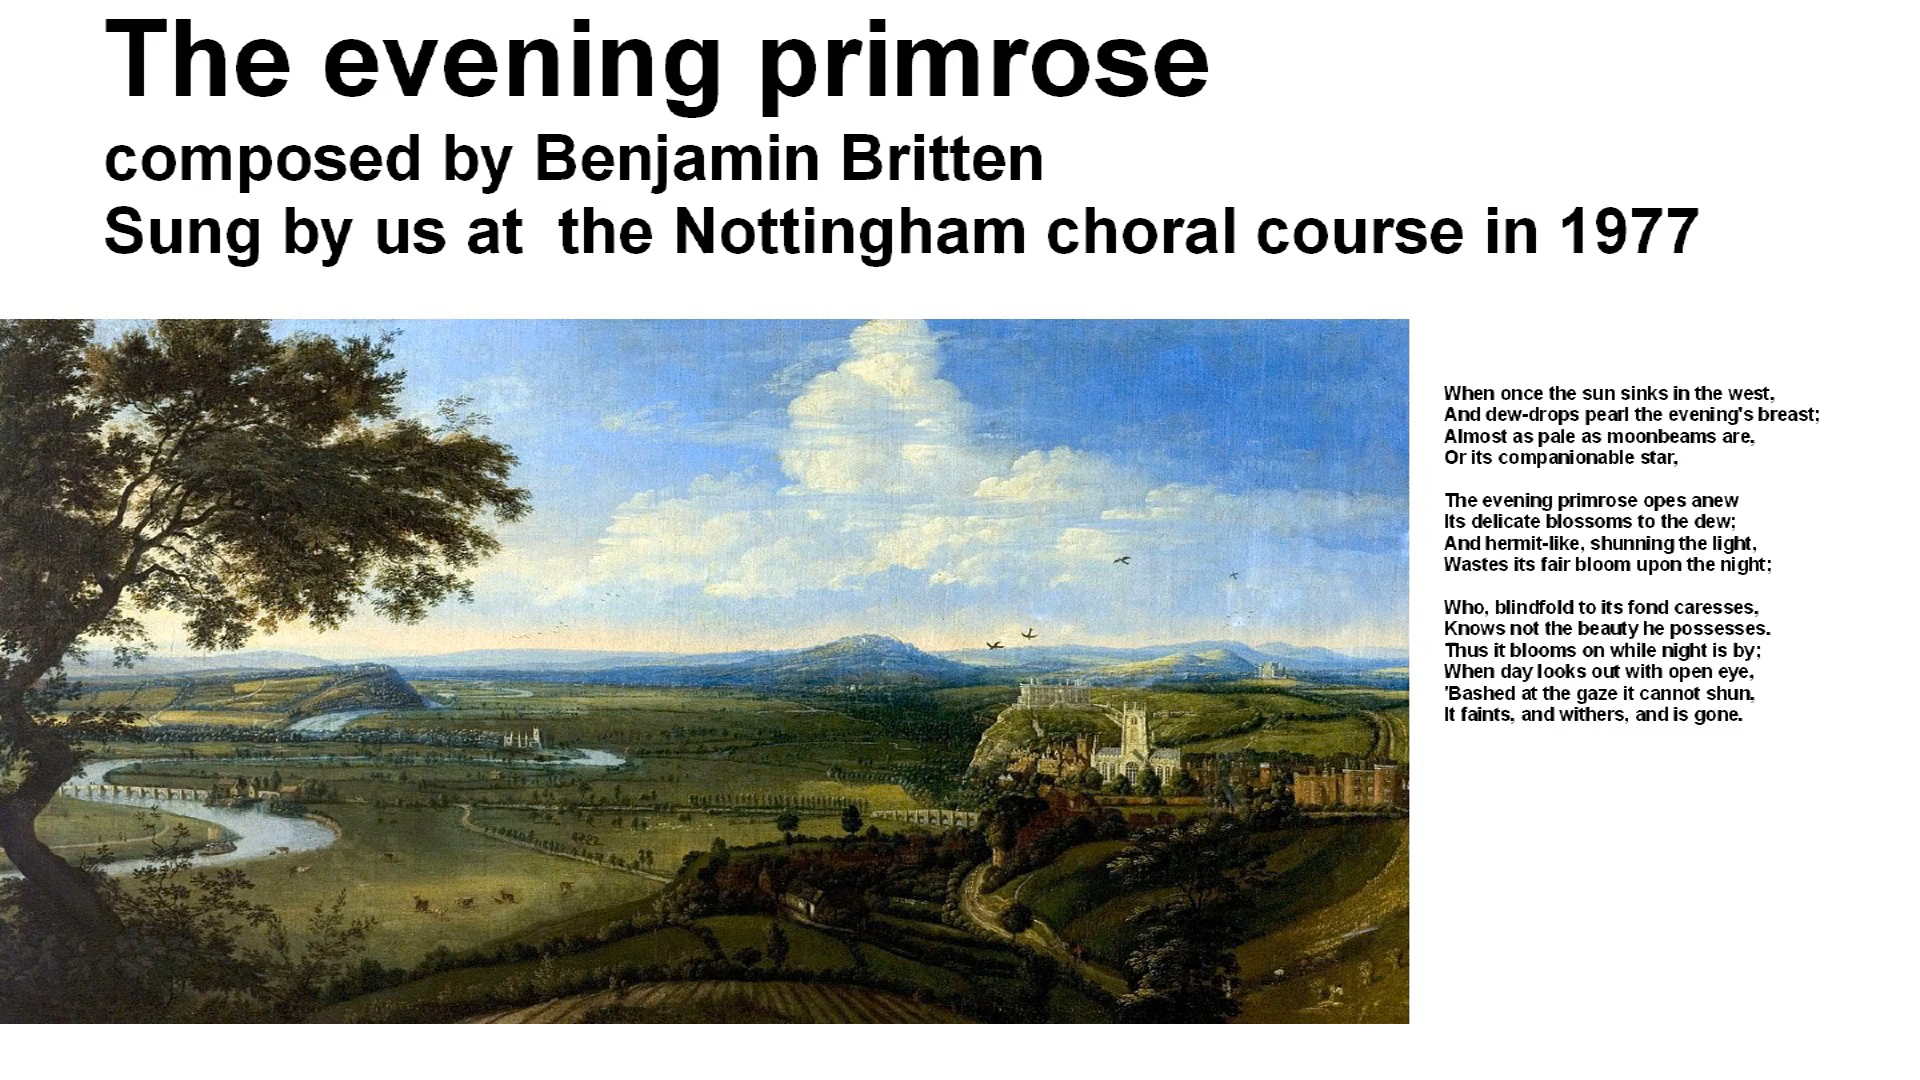 The evening primrose
composed by Benjamin Britten
Sung by us at  the Nottingham choral course in 1977
When once the sun sinks in the west,
And dew-drops pearl the evening's breast;
Almost as pale as moonbeams are,
Or its companionable star,
The evening primrose opes anew
Its delicate blossoms to the dew;
And hermit-like, shunning the light,
Wastes its fair bloom upon the night;
Who, blindfold to its fond caresses,
Knows not the beauty he possesses.
Thus it blooms on while night is by;
When day looks out with open eye,
'Bashed at the gaze it cannot shun,
It faints, and withers, and is gone.